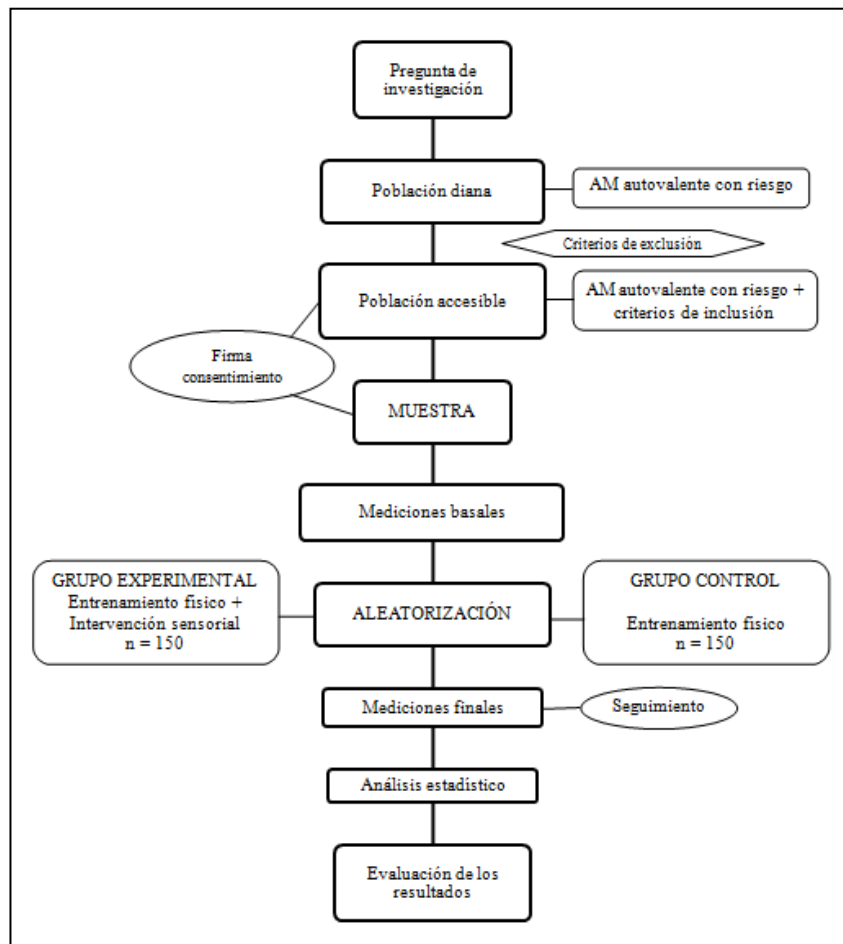 Pregunta de
investigación
Población diana
AM autovalente con riesgo
Criterios de exclusión
Población accesible
AM autovalente con riesgo +
criterios de inclusión
Firma
consentimiento
MUESTRA
Mediciones basales
GRUPO EXPERIMENTAL
Entrenamiento fisico +
Intervención sensorial
n = 150
ALEATORIZACIÓN
GRUPO CONTROL
Entrenamiento fisico
n = 150
Mediciones finales
Seguimiento
Análisis estadístico
Evaluación de los
resultados